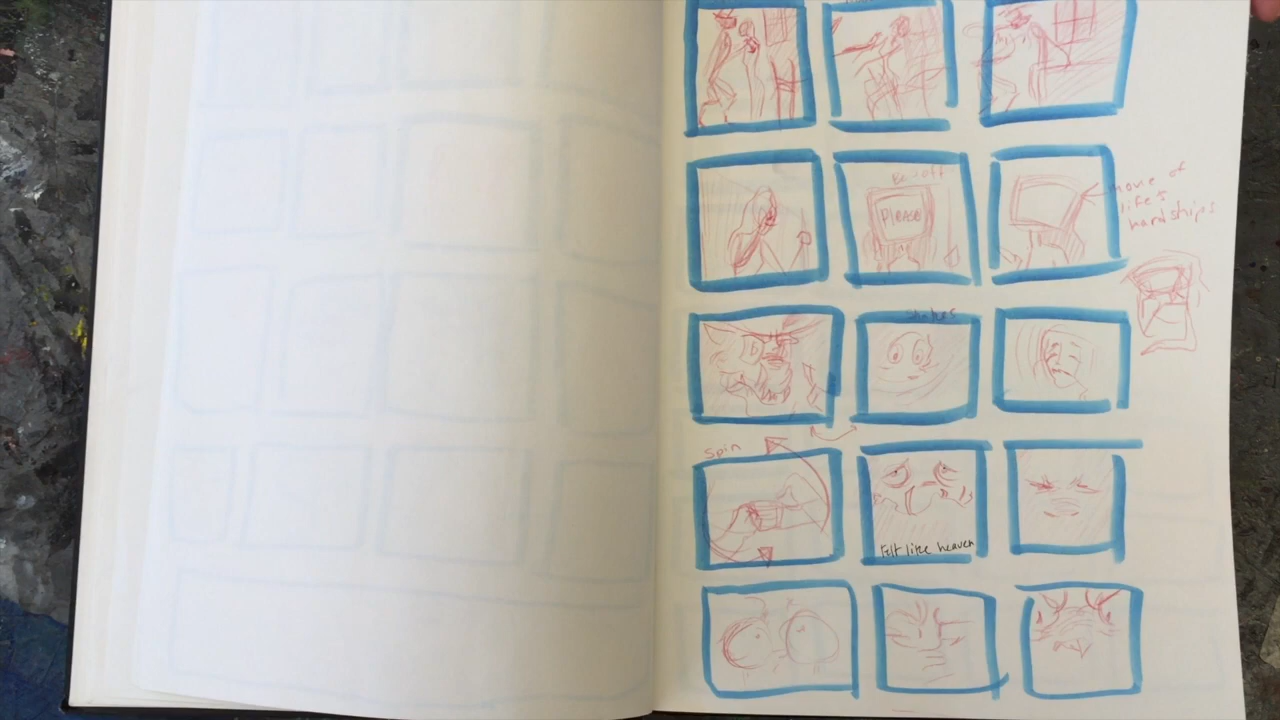 PLEASE
move of
life's
hardships
Shakes
Spin
Felt like heaven